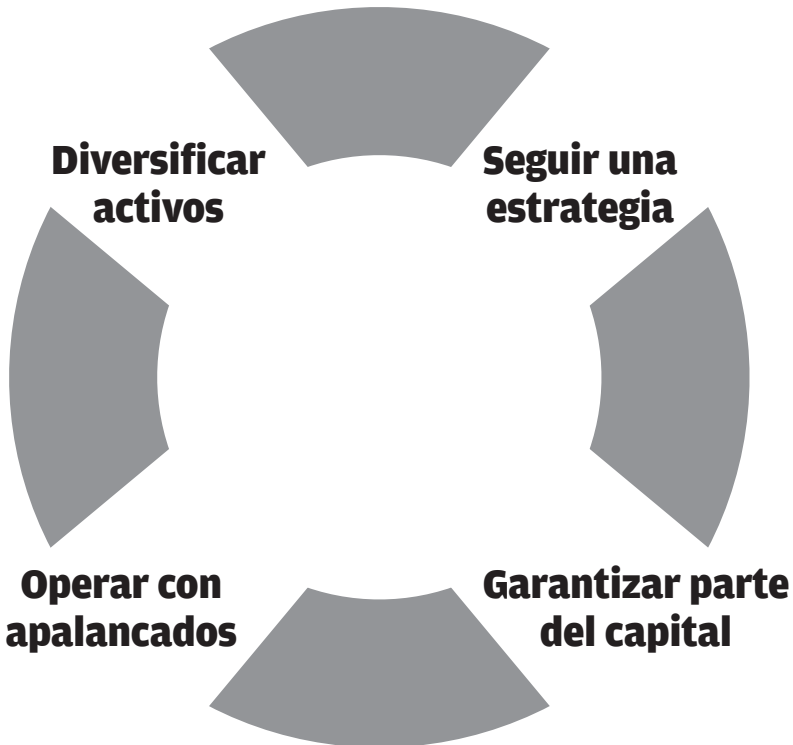 Diversificar
activos
Seguir una
estrategia
Operar con
apalancados
Garantizar parte
del capital